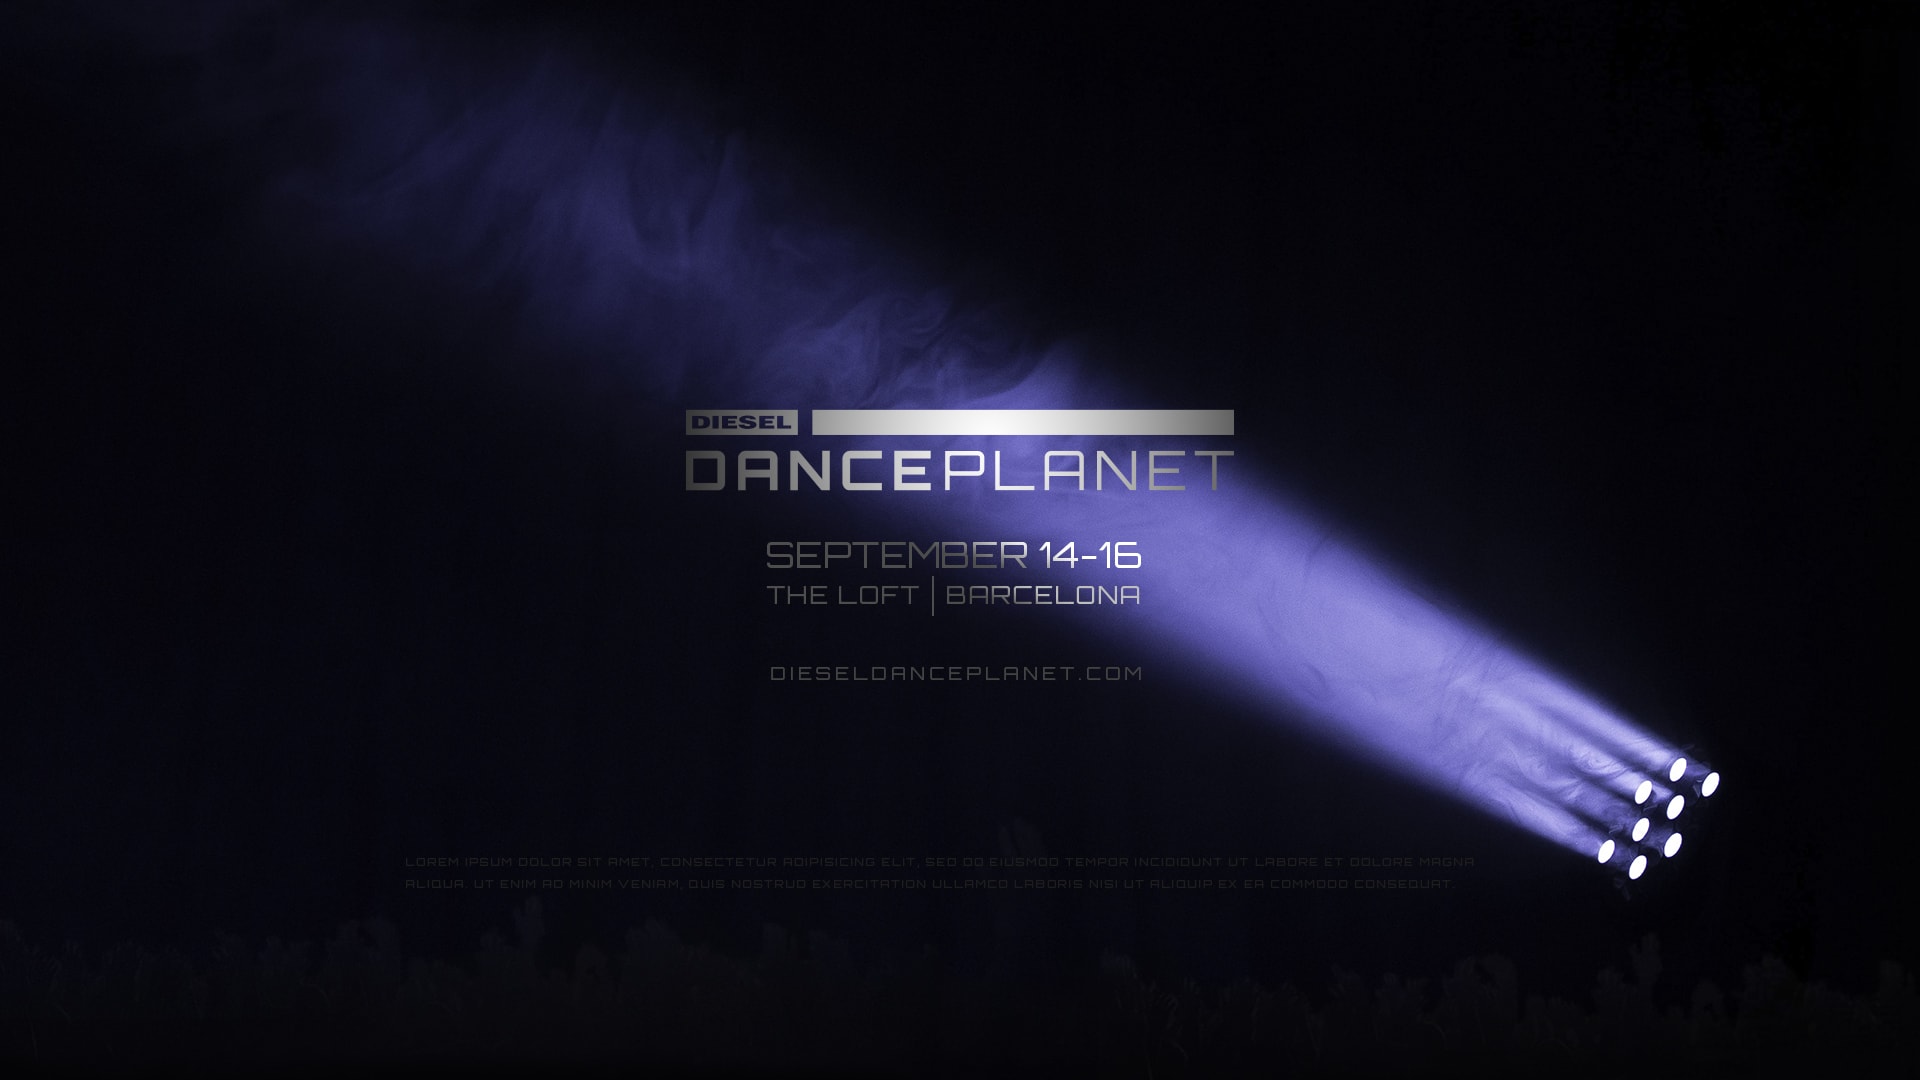 DIESEL
DANCEPLANET
SEPTEMBER 14-16
THE LOFT | BARCELONA
DIESELDANCEPLANET.COM
LOREM IPSUM DOLOR SIT AMET, CONSECTETUR ADIPISICING ELIT, SED DO EIUSMOD TEMPOR INCIDIDUNT UT LABORE ET DOLORE MAGNA
ALIQUA. UT ENIM AD MINIM VENIAM, QUIS NOSTRUD EXERCITATION ULLAMCO LABORIS NISI UT ALIQUIP EX EA COMMODO CONSEQUAT.